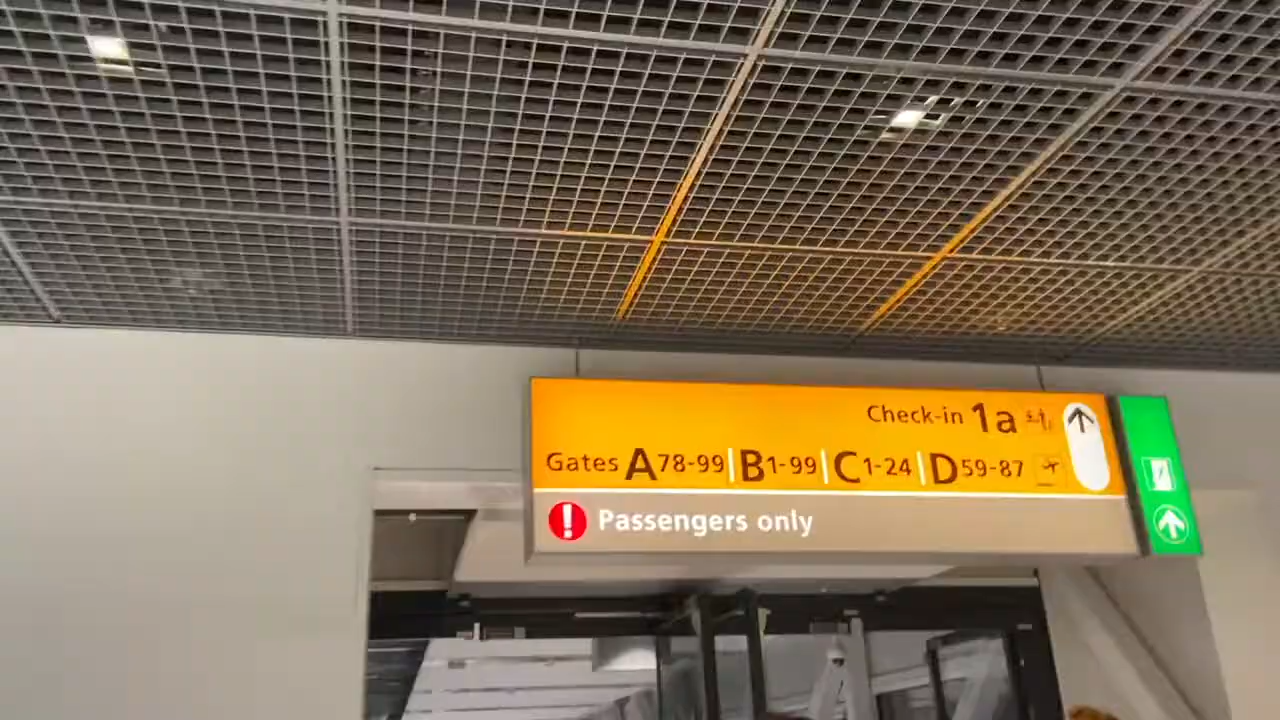 Check-in 1a
Gates A78-99 | B1-99 | C1-24 | D59-87
! Passengers only